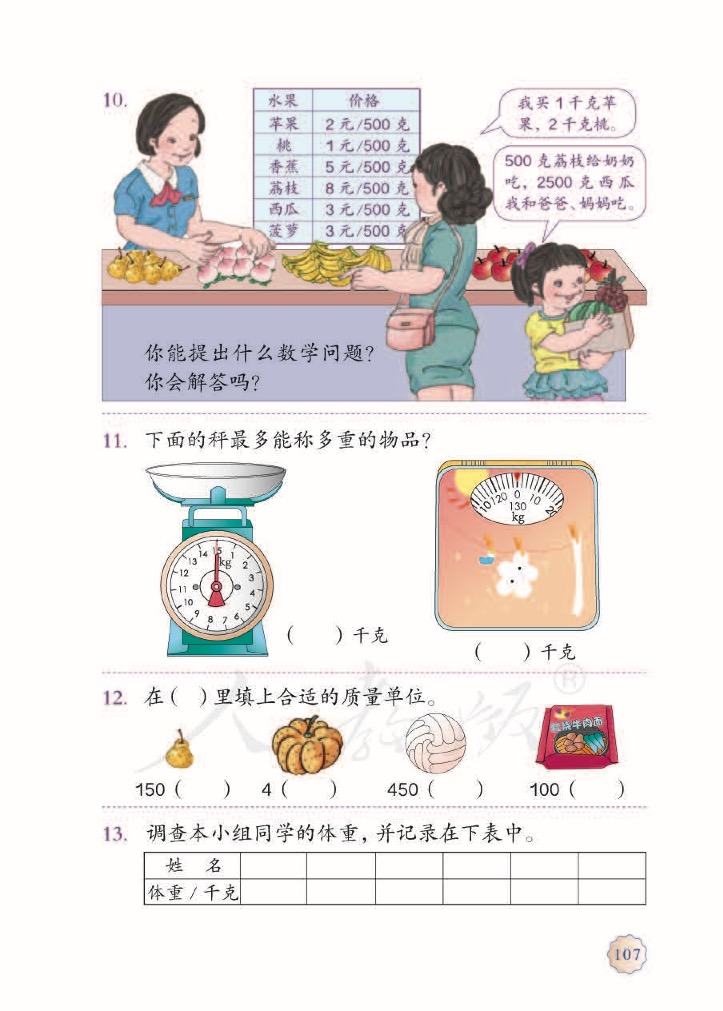 10.
水果 价格
苹果 2 元/500 克
桃 1 元/500 克
香蕉 5 元/500 克
荔枝 8 元/500 克
西瓜 3 元/500 克
菠萝 3 元/500 克
我买 1 千克苹
果，2 千克桃。
500 克荔枝给奶奶
吃，2500 克 西 瓜
我和爸爸、妈妈吃。
你能提出什么数学问题？
你会解答吗？
11. 下面的秤最多能称多重的物品？
15 1 2 3 4 5 6 7 8 9 10 11 12 13 14
kg
（ ）千克
10 120 0 10 20
130
kg
（ ）千克
12. 在（ ）里填上合适的质量单位。
烧牛肉面
150（ ） 4（ ） 450（ ） 100（ ）
13. 调查本小组同学的体重，并记录在下表中。
姓 名
体重 / 千克
人教版®
107